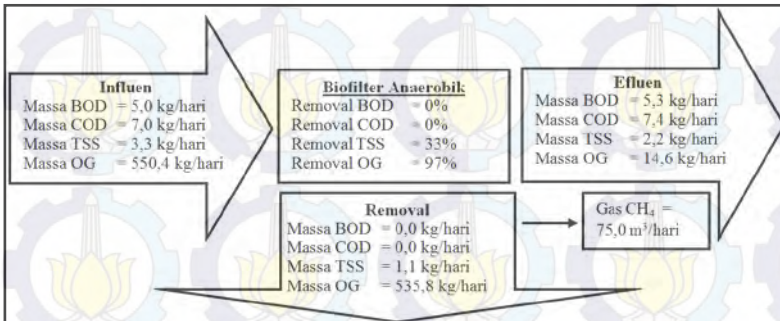 Influen
Massa BOD = 5,0 kg/hari
Massa COD = 7,0 kg/hari
Massa TSS = 3,3 kg/hari
Massa OG = 550,4 kg/hari
Biofilter Anaerobik
Removal BOD = 0%
Removal COD = 0%
Removal TSS = 33%
Removal OG = 97%
Efluen
Massa BOD = 5,3 kg/hari
Massa COD = 7,4 kg/hari
Massa TSS = 2,2 kg/hari
Massa OG = 14,6 kg/hari
Removal
Massa BOD = 0,0 kg/hari
Massa COD = 0,0 kg/hari
Massa TSS = 1,1 kg/hari
Massa OG = 535,8 kg/hari
Gas CH₄ =
75,0 m³/hari